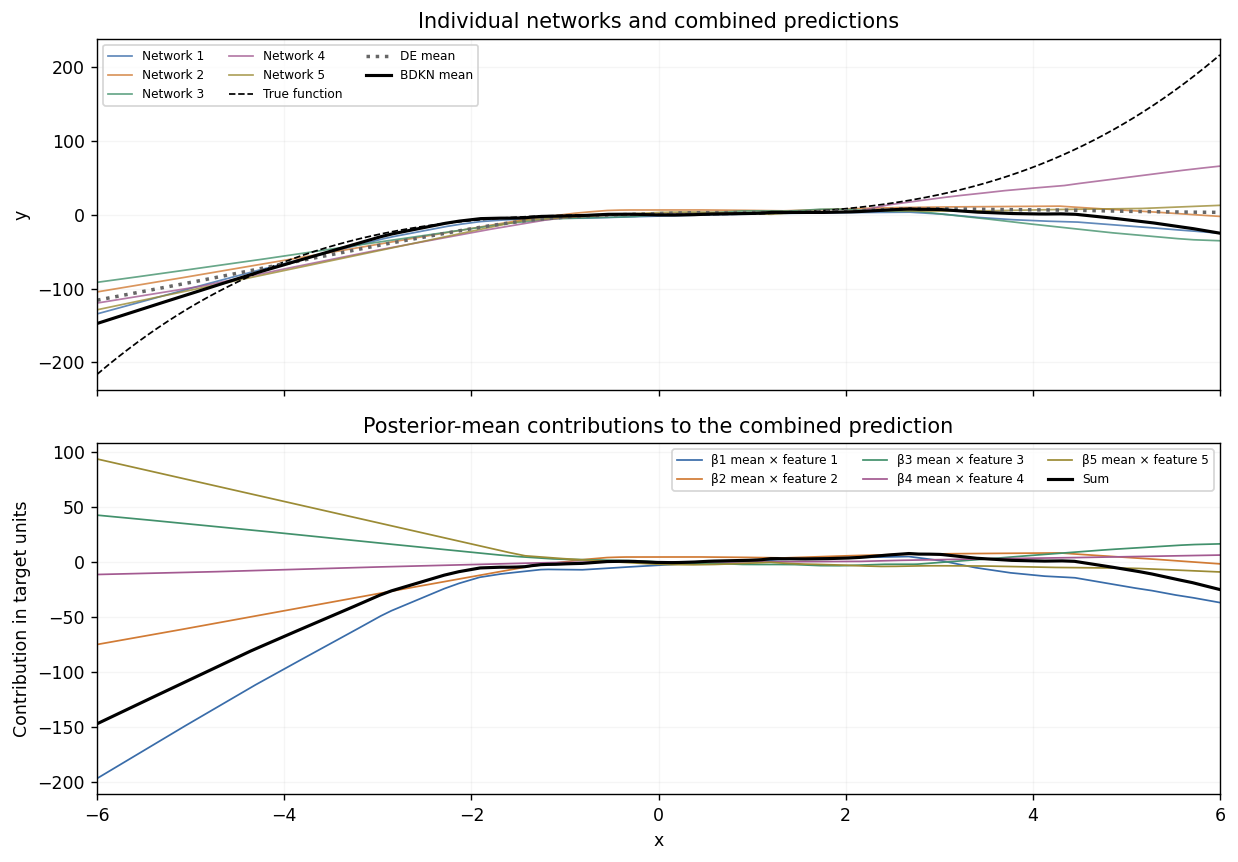 Individual networks and combined predictions
Network 1
Network 2
Network 3
Network 4
Network 5
True function
DE mean
BDKN mean
200
100
0
−100
−200
y
Posterior-mean contributions to the combined prediction
β1 mean × feature 1
β2 mean × feature 2
β3 mean × feature 3
β4 mean × feature 4
β5 mean × feature 5
Sum
100
50
0
−50
−100
−150
−200
Contribution in target units
−6
−4
−2
0
2
4
6
x